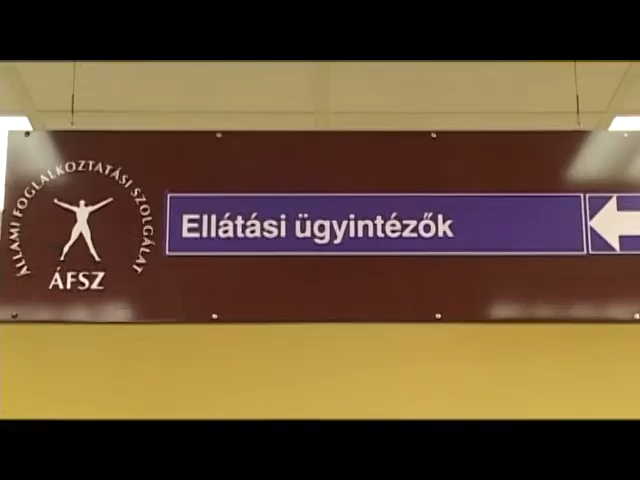 ÁLLAMI FOGLALKOZTATÁSI SZOLGÁLAT
ÁFSZ
Ellátási ügyintézők